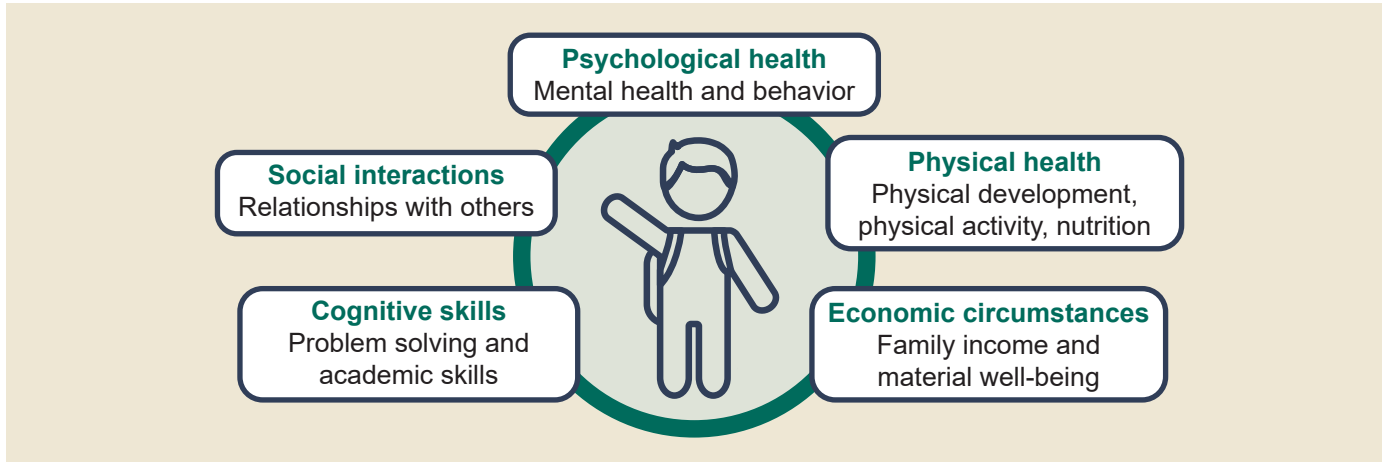 Psychological health
Mental health and behavior
Social interactions
Relationships with others
Physical health
Physical development,
physical activity, nutrition
Cognitive skills
Problem solving and
academic skills
Economic circumstances
Family income and
material well-being